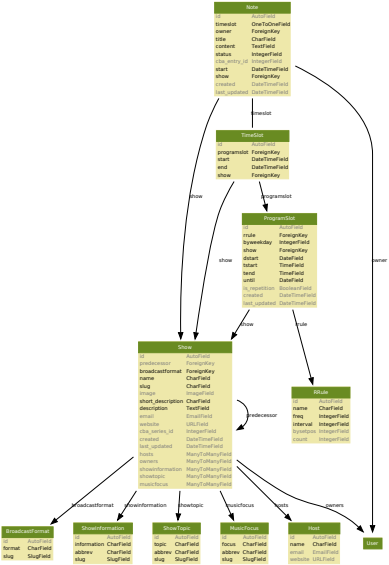 Note
id AutoField
timeslot OneToOneField
owner ForeignKey
title CharField
content TextField
status IntegerField
cba_entry_id IntegerField
start DateTimeField
show ForeignKey
created DateTimeField
last_updated DateTimeField
timeslot
TimeSlot
id AutoField
programslot ForeignKey
start DateTimeField
end DateTimeField
show ForeignKey
show
programslot
ProgramSlot
id AutoField
rrule ForeignKey
byweekday IntegerField
show ForeignKey
dstart DateField
tstart TimeField
tend TimeField
until DateField
is_repetition BooleanField
created DateTimeField
last_updated DateTimeField
show
owner
show
rrule
Show
id AutoField
predecessor ForeignKey
broadcastformat ForeignKey
name CharField
slug CharField
image ImageField
short_description CharField
description TextField
email EmailField
website URLField
cba_series_id IntegerField
created DateTimeField
last_updated DateTimeField
hosts ManyToManyField
owners ManyToManyField
showinformation ManyToManyField
showtopic ManyToManyField
musicfocus ManyToManyField
predecessor
RRule
id AutoField
name CharField
freq IntegerField
interval IntegerField
bysetpos IntegerField
count IntegerField
broadcastformat
showinformation
showtopic
musicfocus
hosts
owners
BroadcastFormat
id AutoField
format CharField
slug SlugField
ShowInformation
id AutoField
information CharField
abbrev CharField
slug SlugField
ShowTopic
id AutoField
topic CharField
abbrev CharField
slug SlugField
MusicFocus
id AutoField
focus CharField
abbrev CharField
slug SlugField
Host
id AutoField
name CharField
email EmailField
website URLField
User